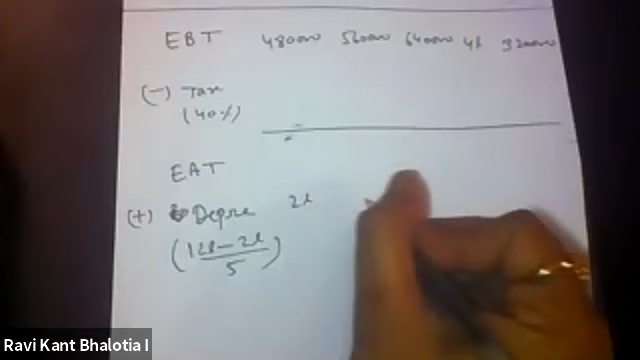 EBT 480000 560000 640000 4l 320000
(-) Tax
(40%)
EAT
(+) Depre 2l
(12l-2l
5)
Ravi Kant Bhalotia I